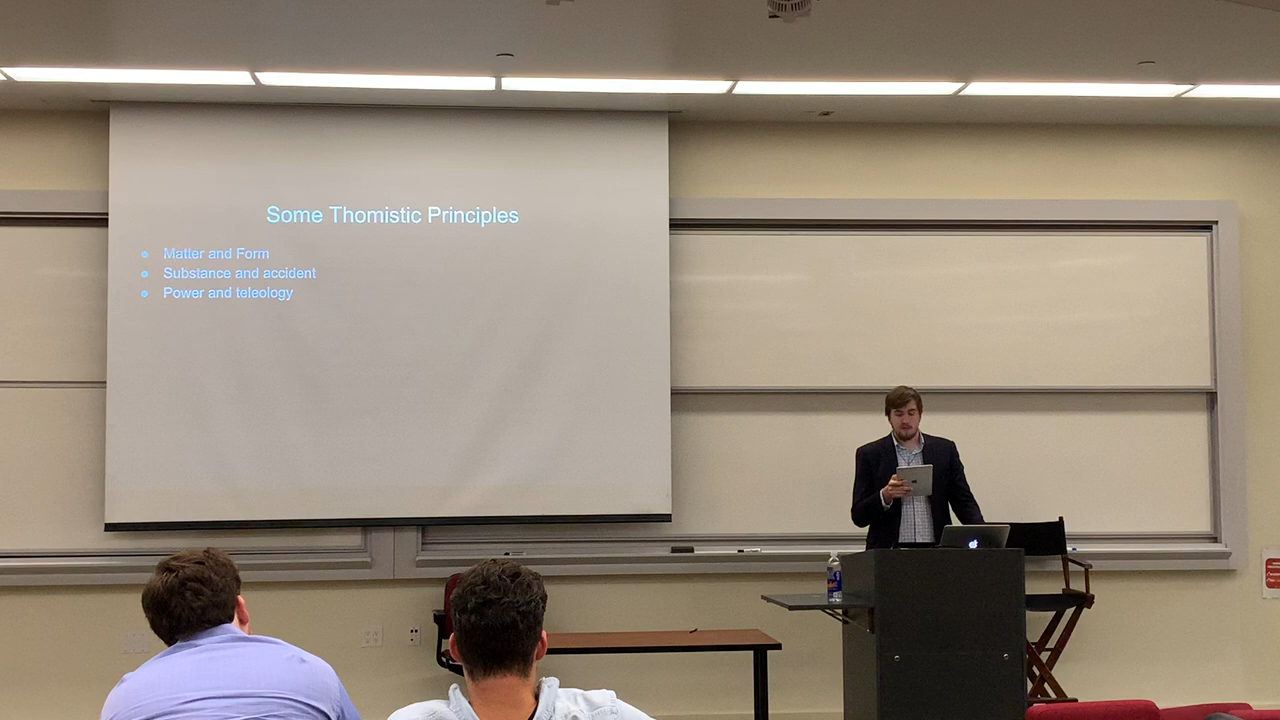 Some Thomistic Principles
Matter and Form
Substance and accident
Power and teleology